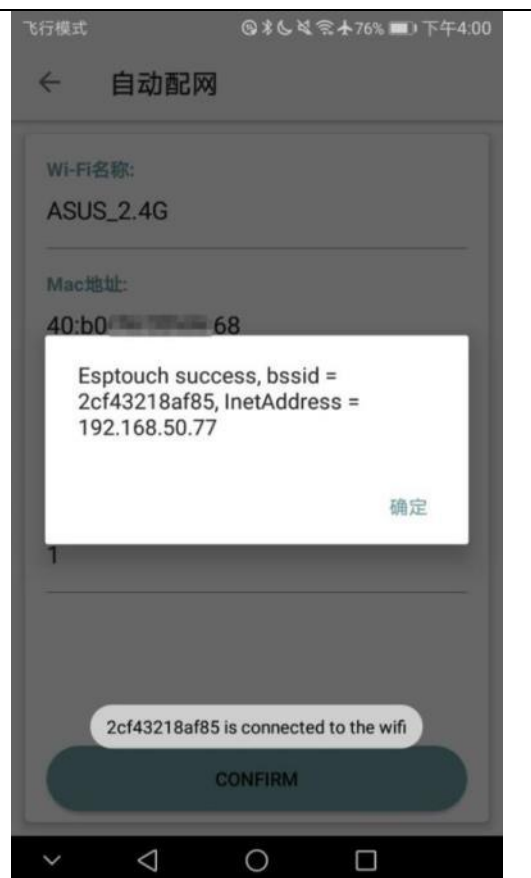 飞行模式 76% 下午4:00
自动配网
Wi-Fi名称:
ASUS_2.4G
Mac地址:
40:b0 68
Esptouch success, bssid =
2cf43218af85, InetAddress =
192.168.50.77
确定
1
2cf43218af85 is connected to the wifi
CONFIRM